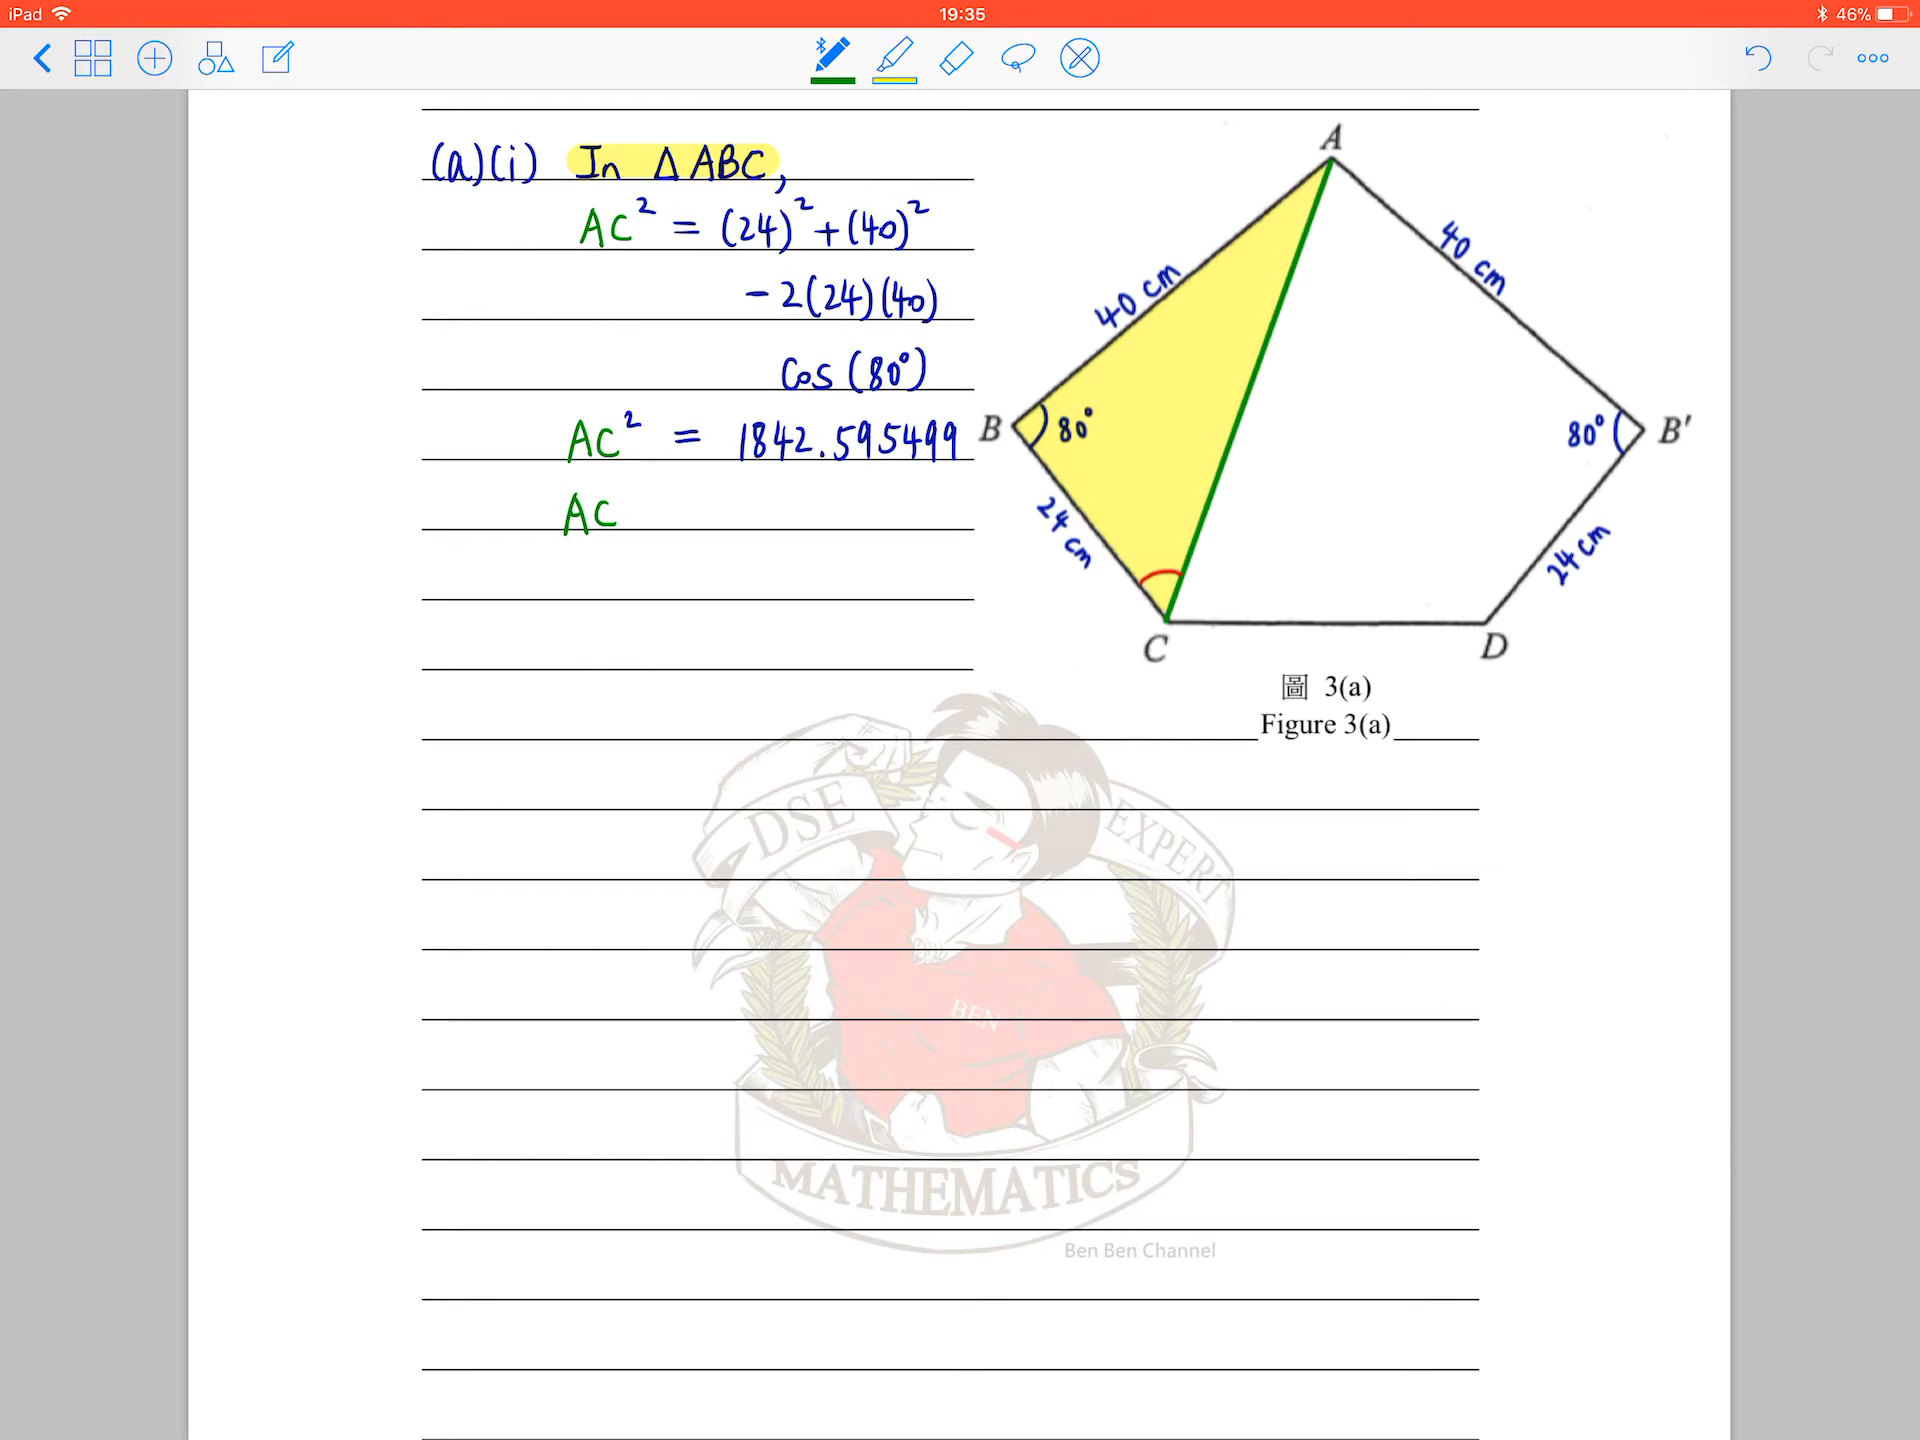 iPad 19:35 46%
(a)(i) In △ABC,
AC² = (24)² + (40)²
- 2(24)(40)
cos (80°)
AC² = 1842.595499
AC
A
40 cm
40 cm
B 80°
80° B'
24 cm
24 cm
C
D
圖 3(a)
Figure 3(a)
DSE
EXPERT
BEN
MATHEMATICS
Ben Ben Channel